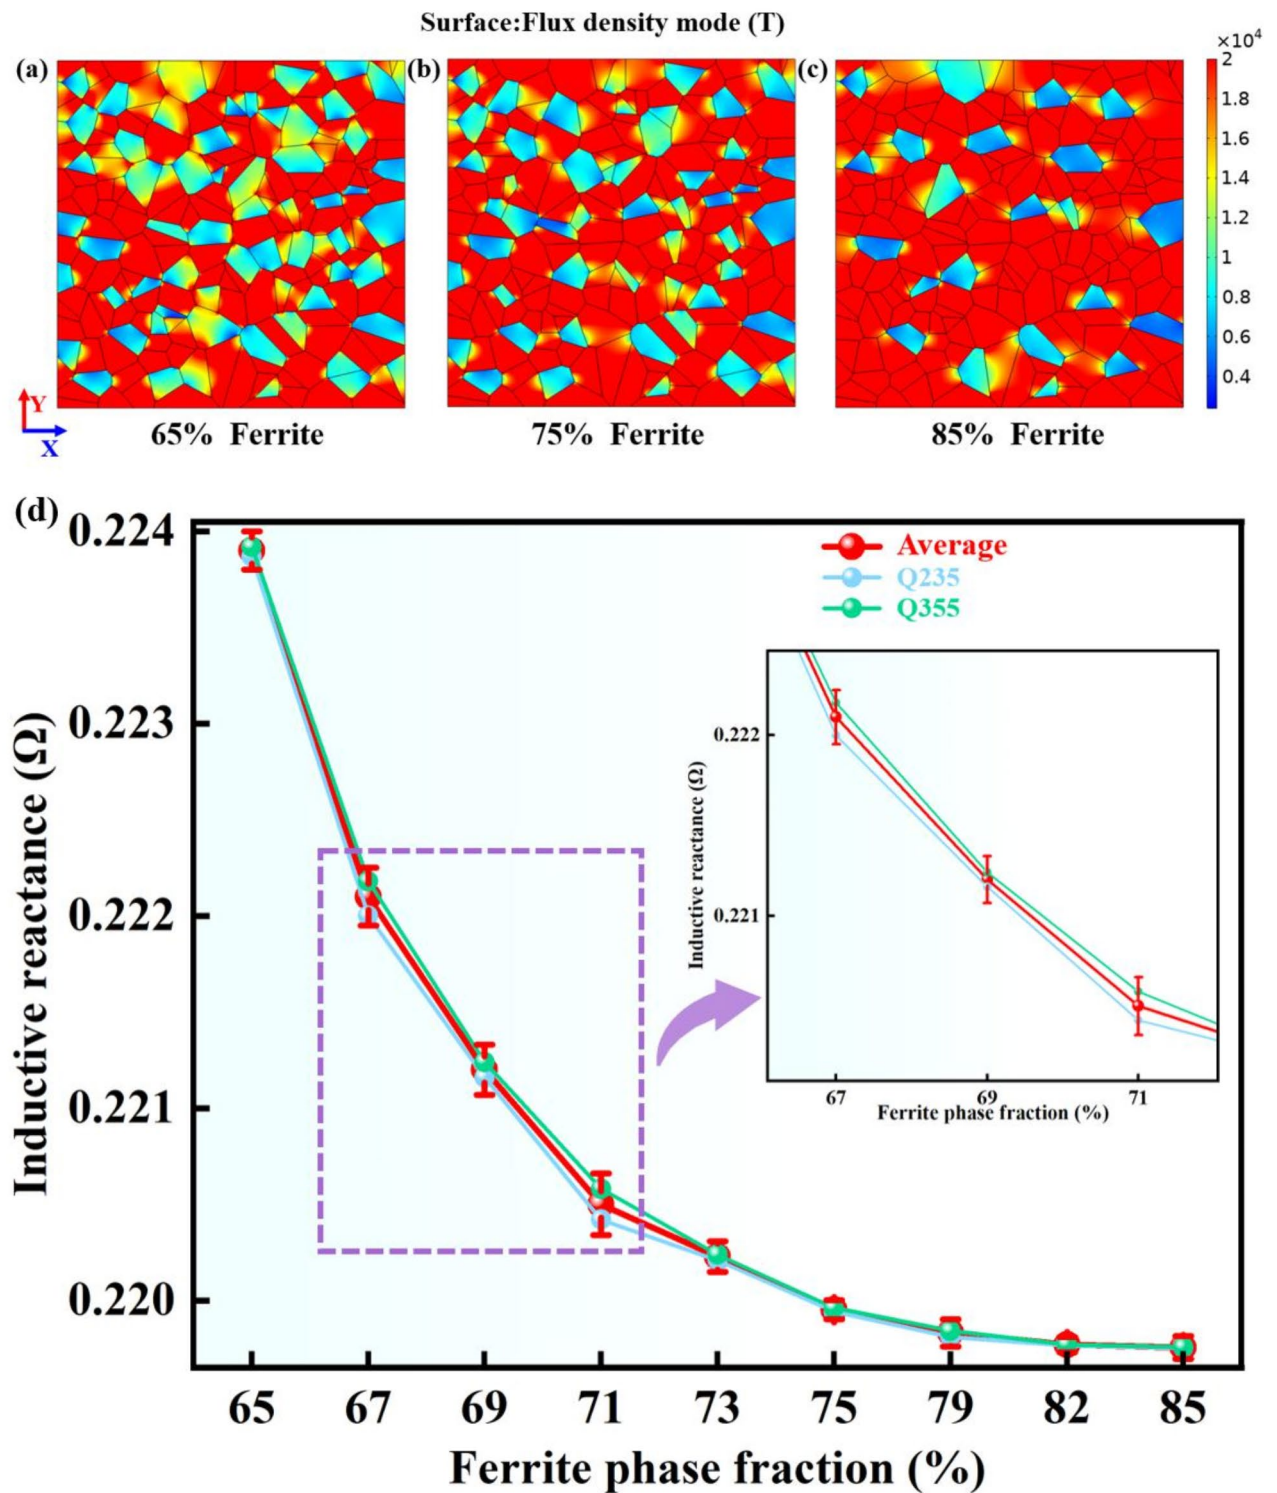 Surface:Flux density mode (T)
(a)
(b)
(c)
×10⁴
2
1.8
1.6
1.4
1.2
1
0.8
0.6
0.4
Y
X
65% Ferrite
75% Ferrite
85% Ferrite
(d)
0.224
0.223
0.222
0.221
0.220
Inductive reactance (Ω)
Average
Q235
Q355
0.222
0.221
Inductive reactance (Ω)
67
69
71
Ferrite phase fraction (%)
65
67
69
71
73
75
79
82
85
Ferrite phase fraction (%)